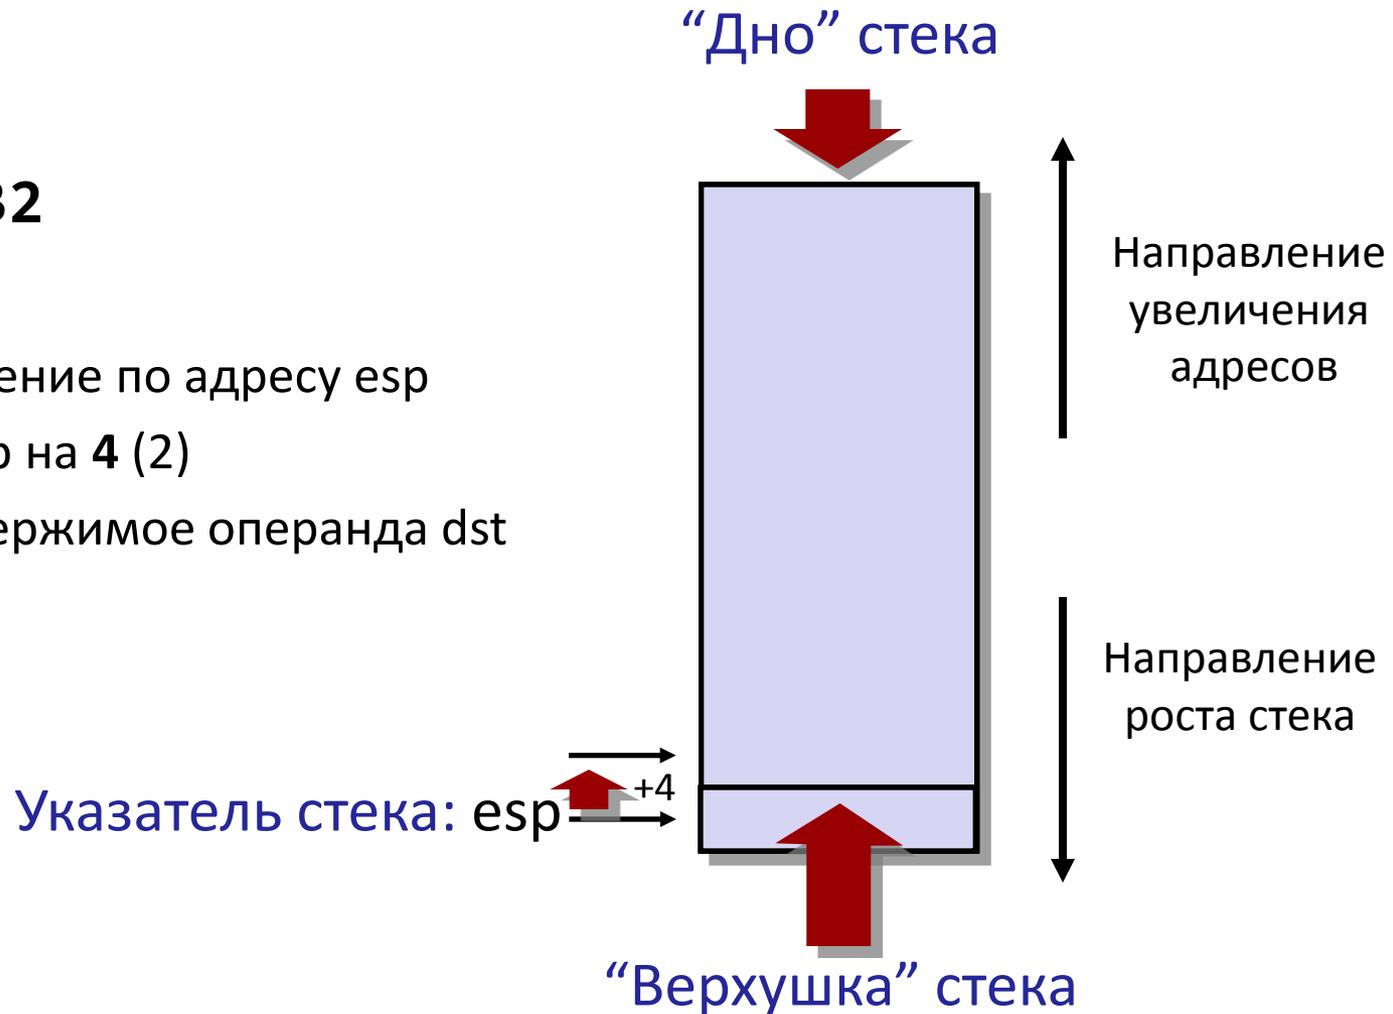 “Дно” стека
32
Направление
увеличения
адресов
ение по адресу esp
р на 4 (2)
ержимое операнда dst
Направление
роста стека
+4
Указатель стека: esp
“Верхушка” стека